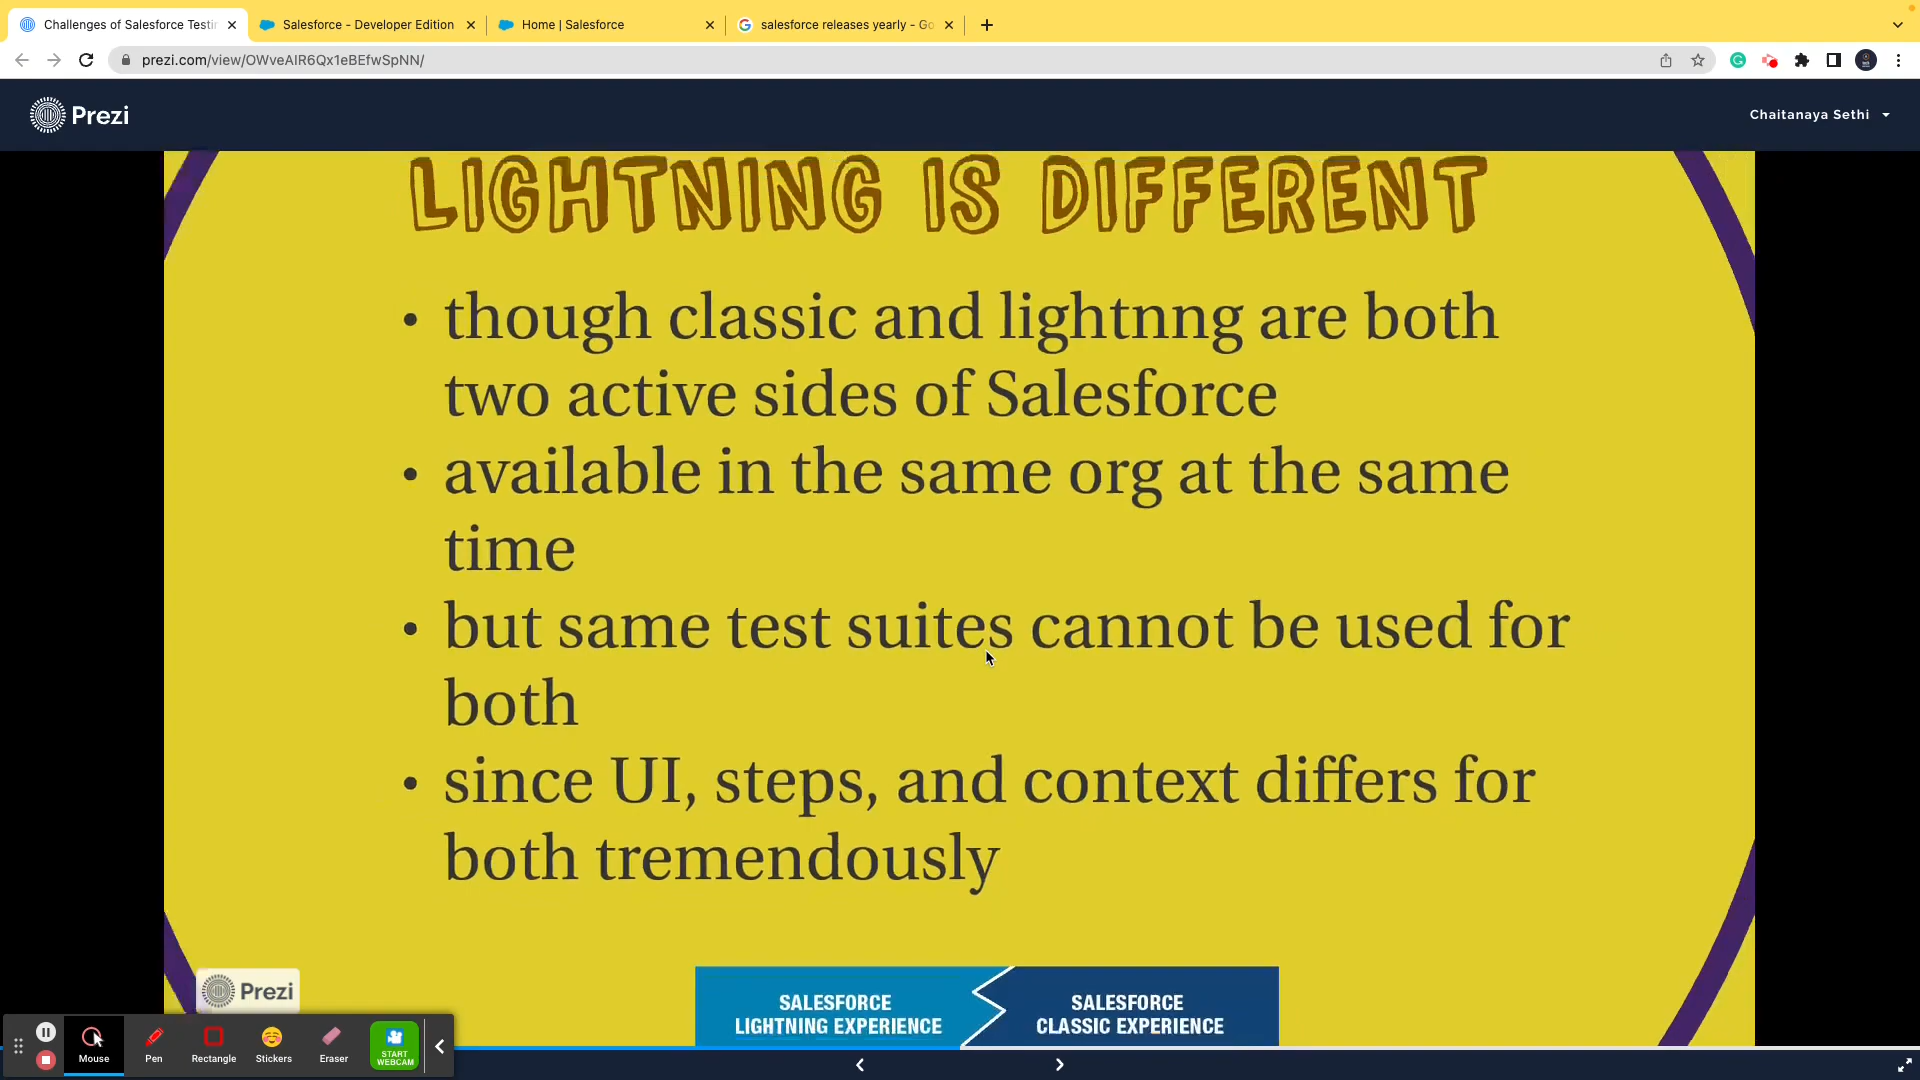 Challenges of Salesforce Testin
Salesforce - Developer Edition
Home | Salesforce
salesforce releases yearly - Go
prezi.com/view/OWveAIR6Qx1eBEfwSpNN/
Prezi
Chaitanaya Sethi
LIGHTNING IS DIFFERENT
• though classic and lightnng are both
two active sides of Salesforce
• available in the same org at the same
time
• but same test suites cannot be used for
both
• since UI, steps, and context differs for
both tremendously
Prezi
SALESFORCE
LIGHTNING EXPERIENCE
SALESFORCE
CLASSIC EXPERIENCE
Mouse
Pen
Rectangle
Stickers
Eraser
START
WEBCAM